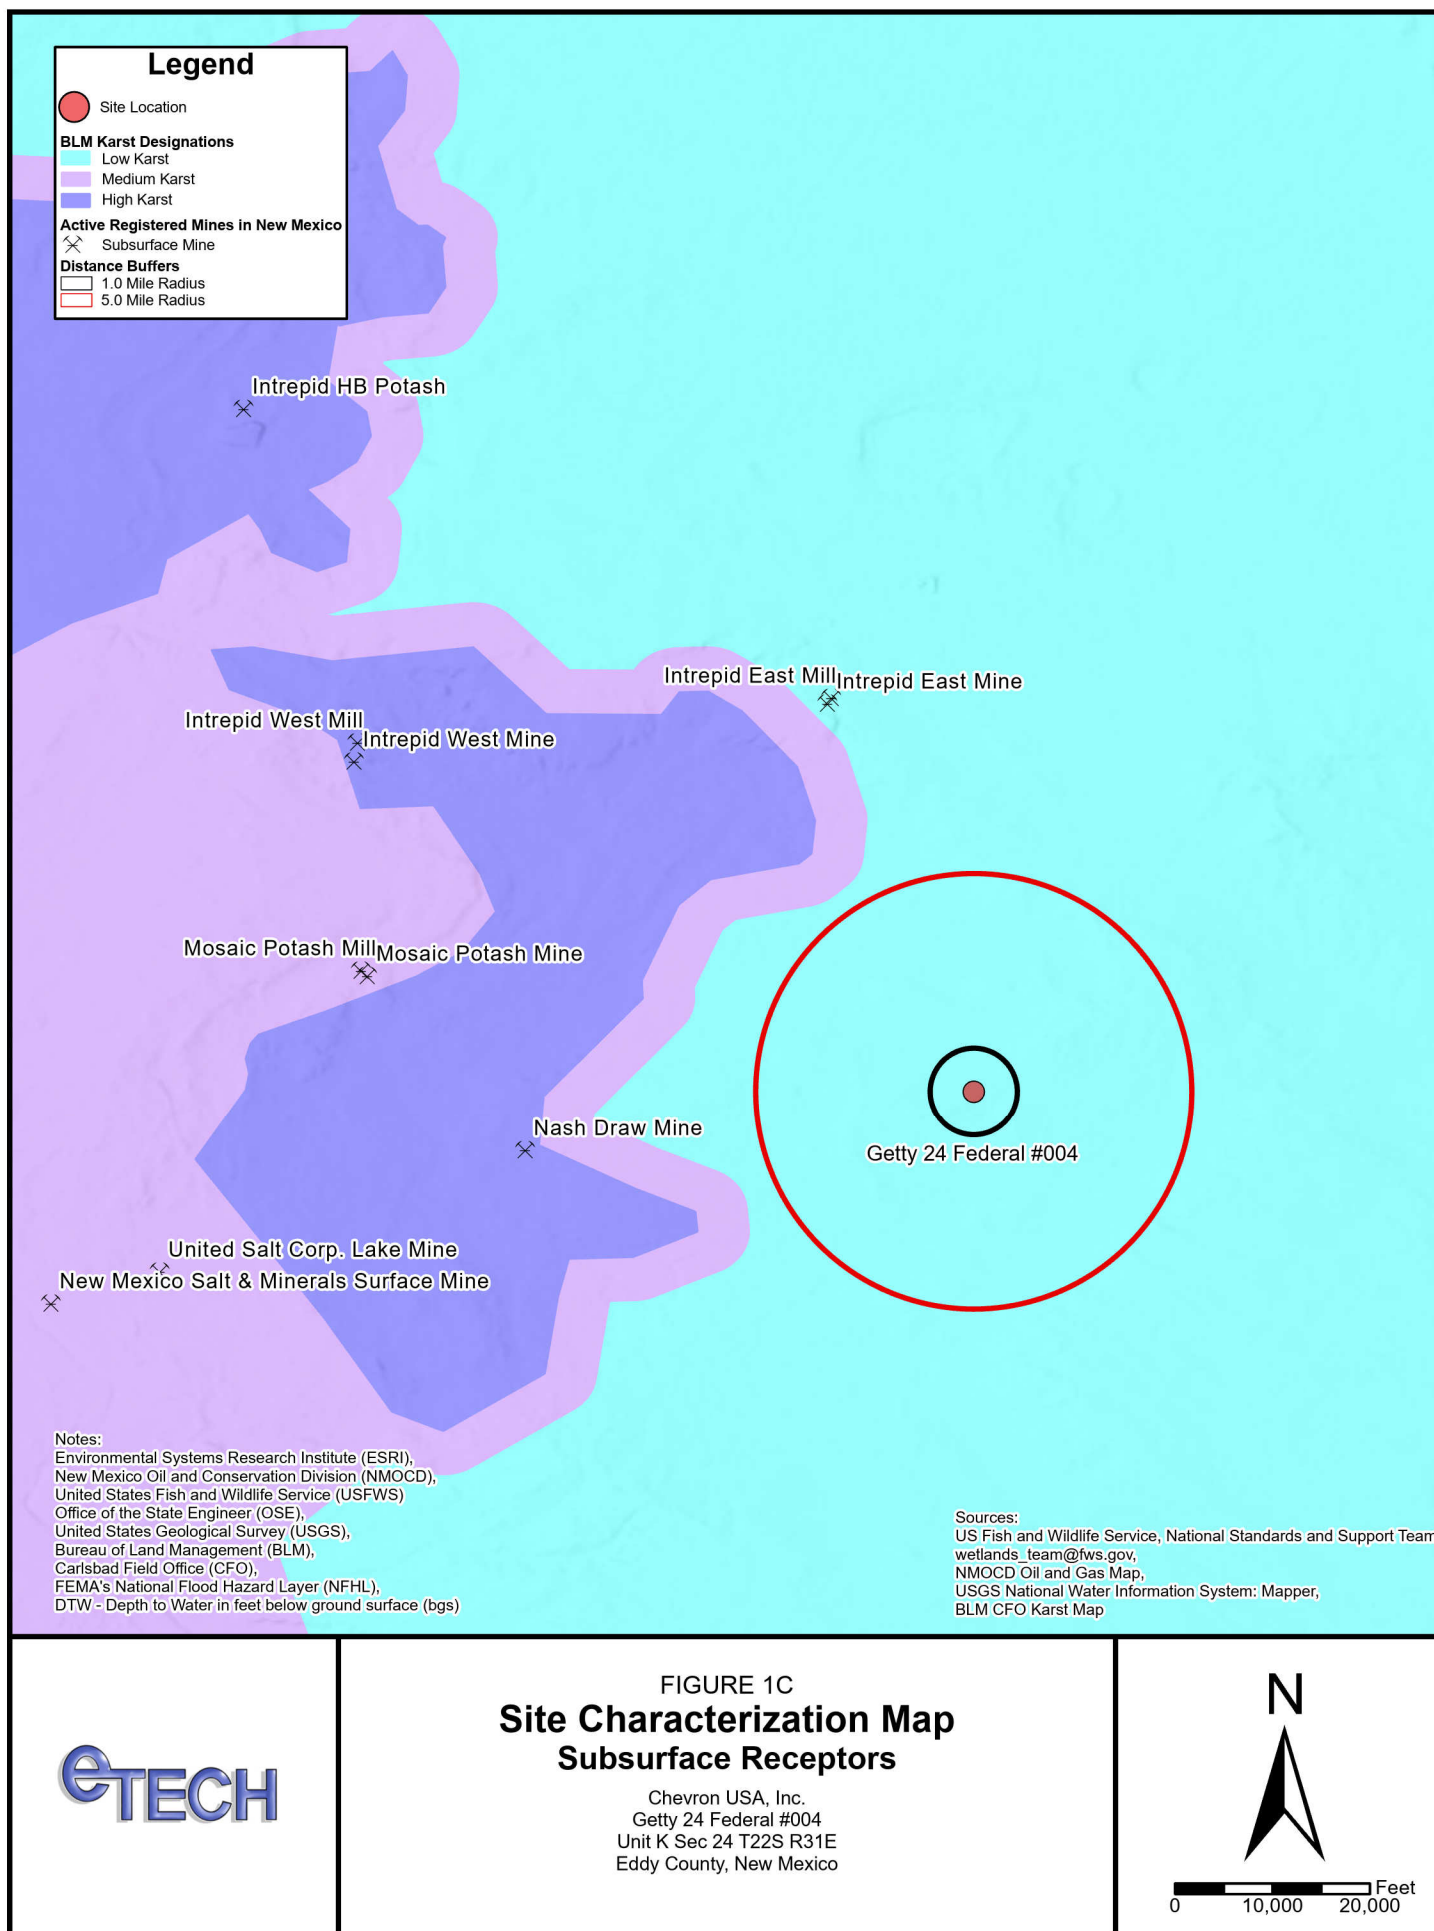 Legend
Site Location
BLM Karst Designations
Low Karst
Medium Karst
High Karst
Active Registered Mines in New Mexico
Subsurface Mine
Distance Buffers
1.0 Mile Radius
5.0 Mile Radius
Intrepid HB Potash
Intrepid East Mill
Intrepid East Mine
Intrepid West Mill
Intrepid West Mine
Mosaic Potash Mill
Mosaic Potash Mine
Nash Draw Mine
Getty 24 Federal #004
United Salt Corp. Lake Mine
New Mexico Salt & Minerals Surface Mine
Notes:
Environmental Systems Research Institute (ESRI),
New Mexico Oil and Conservation Division (NMOCD),
United States Fish and Wildlife Service (USFWS)
Office of the State Engineer (OSE),
United States Geological Survey (USGS),
Bureau of Land Management (BLM),
Carlsbad Field Office (CFO),
FEMA's National Flood Hazard Layer (NFHL),
DTW - Depth to Water in feet below ground surface (bgs)
Sources:
US Fish and Wildlife Service, National Standards and Support Team
wetlands_team@fws.gov,
NMOCD Oil and Gas Map,
USGS National Water Information System: Mapper,
BLM CFO Karst Map
eTECH
FIGURE 1C
Site Characterization Map
Subsurface Receptors
Chevron USA, Inc.
Getty 24 Federal #004
Unit K Sec 24 T22S R31E
Eddy County, New Mexico
N
Feet
0 10,000 20,000